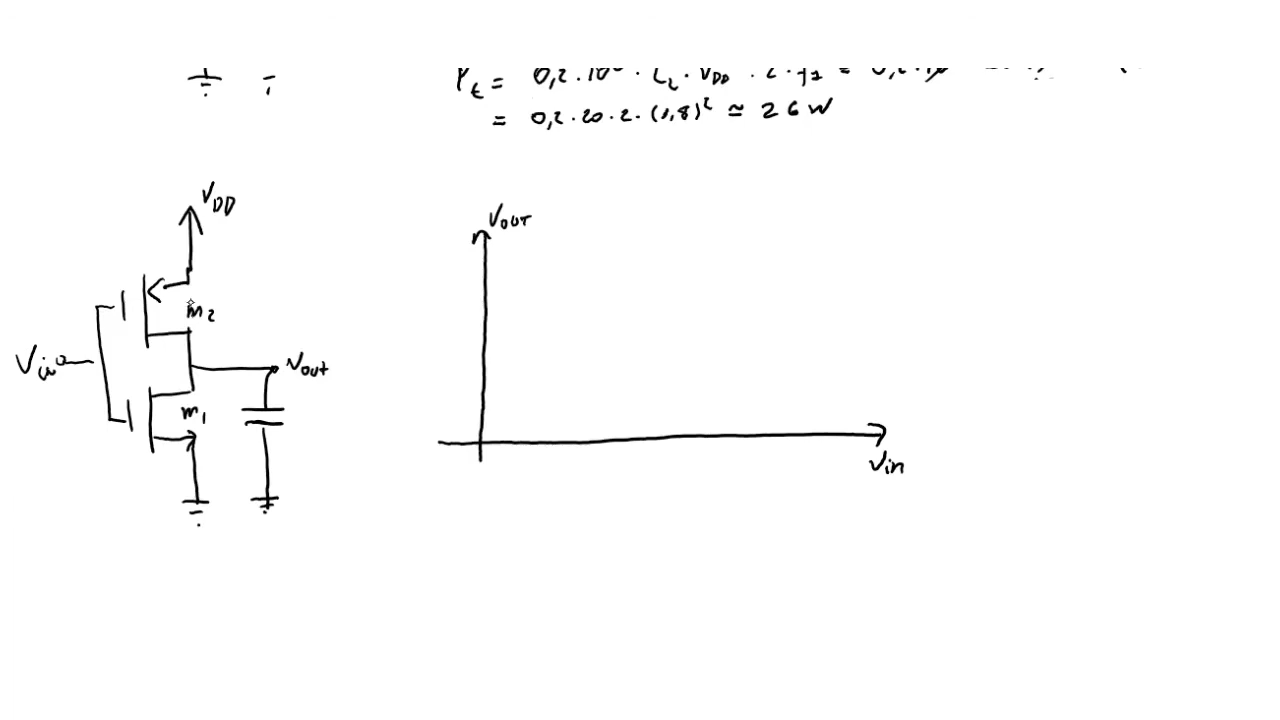 = 0,2 · 20 · 2 · (1,8)² ≃ 26 W
VDD
VOUT
m2
Vin
Vout
m1
Vin